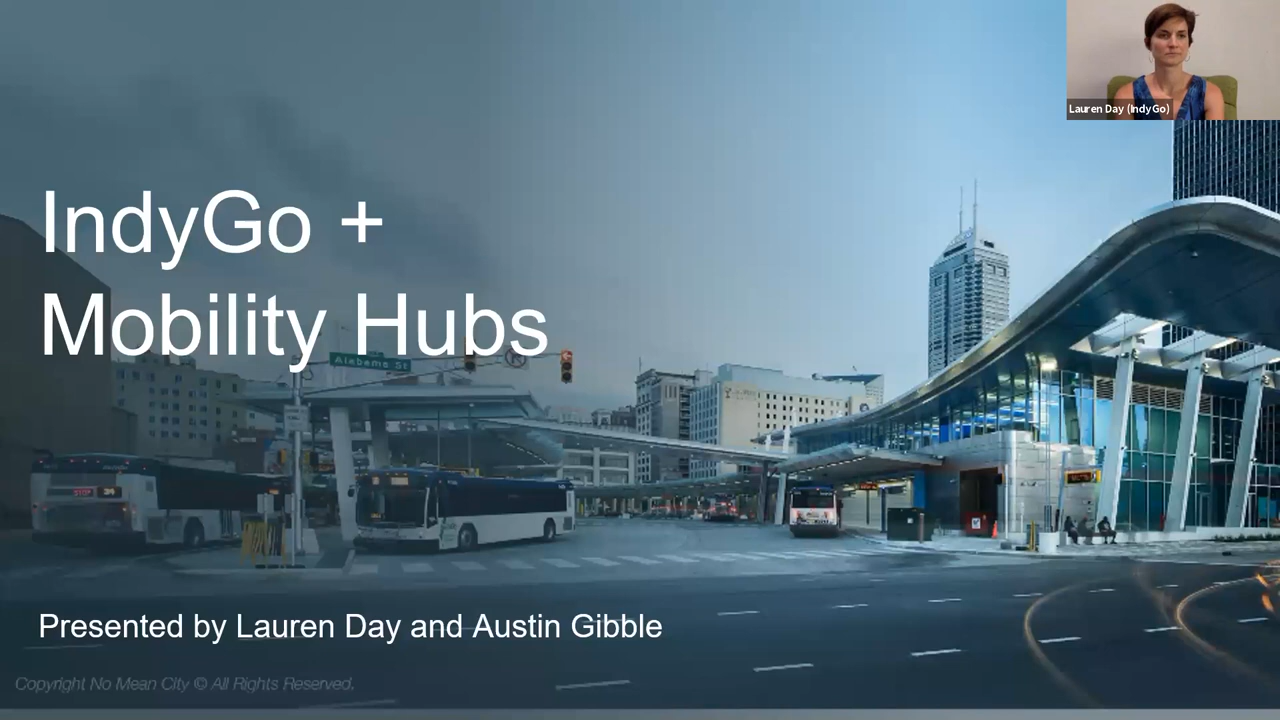 Lauren Day (IndyGo)
IndyGo +
Mobility Hubs
Alabama St
Presented by Lauren Day and Austin Gibble
Copyright No Mean City © All Rights Reserved.